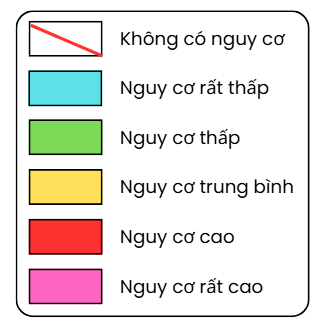 Không có nguy cơ
Nguy cơ rất thấp
Nguy cơ thấp
Nguy cơ trung bình
Nguy cơ cao
Nguy cơ rất cao